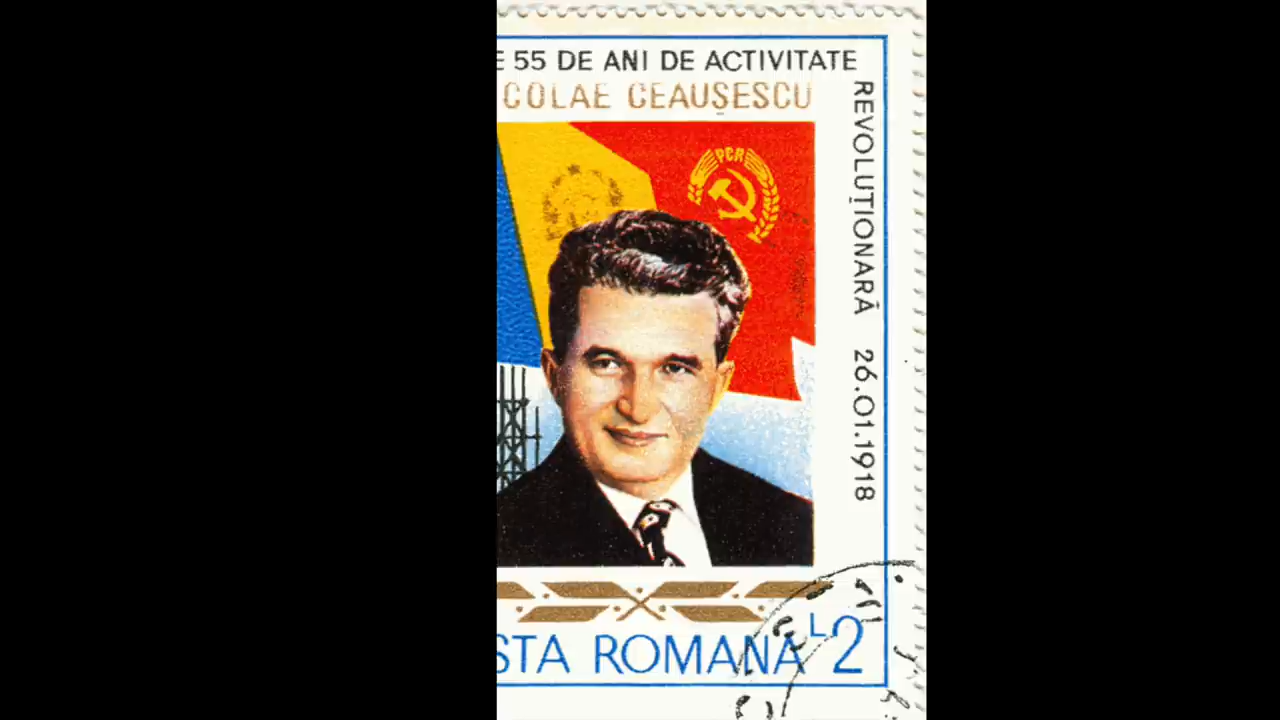 E 55 DE ANI DE ACTIVITATE
COLAE CEAUȘESCU
REVOLUȚIONARĂ 26.01.1918
PCR
STA ROMANA L2